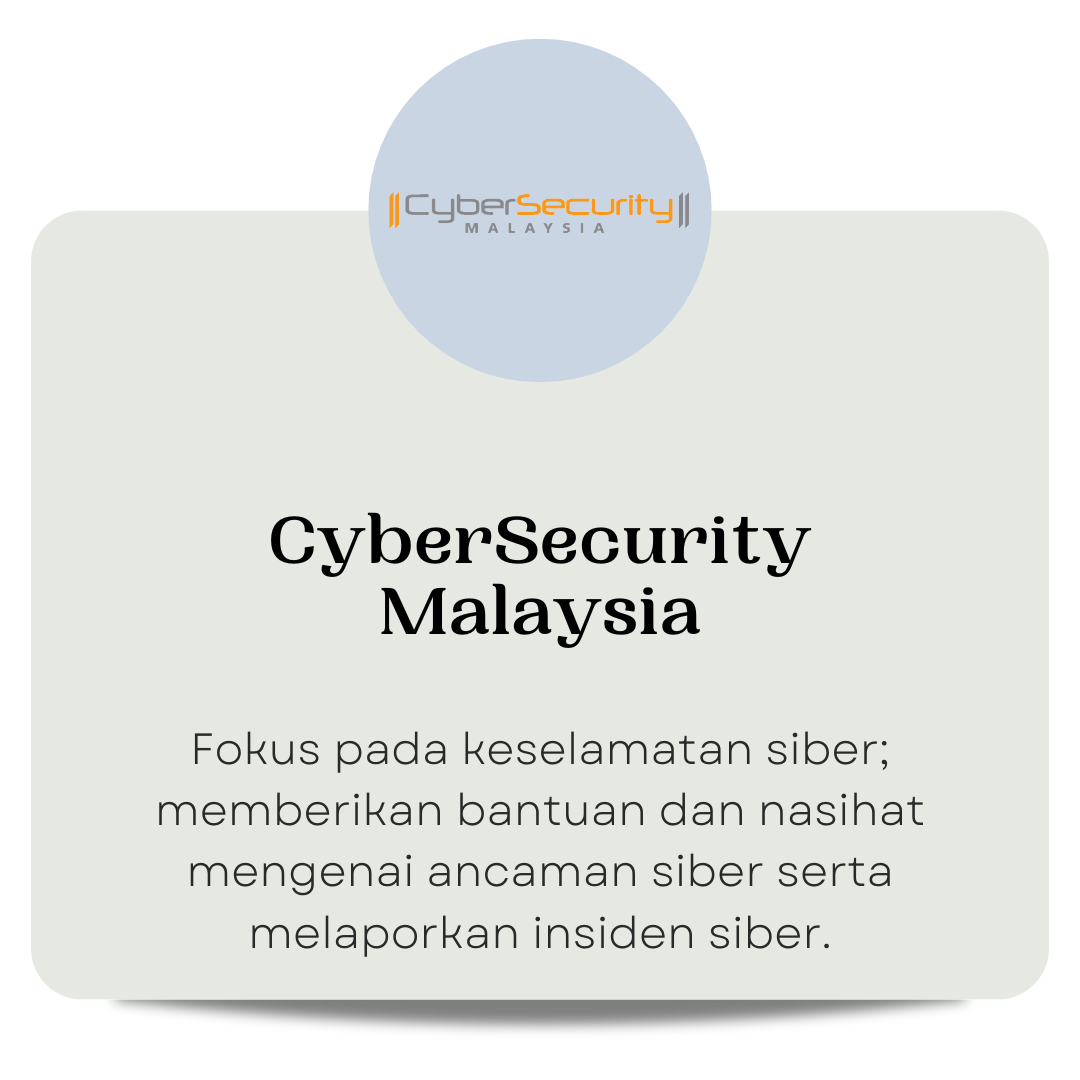 CyberSecurity
MALAYSIA
CyberSecurity
Malaysia
Fokus pada keselamatan siber;
memberikan bantuan dan nasihat
mengenai ancaman siber serta
melaporkan insiden siber.